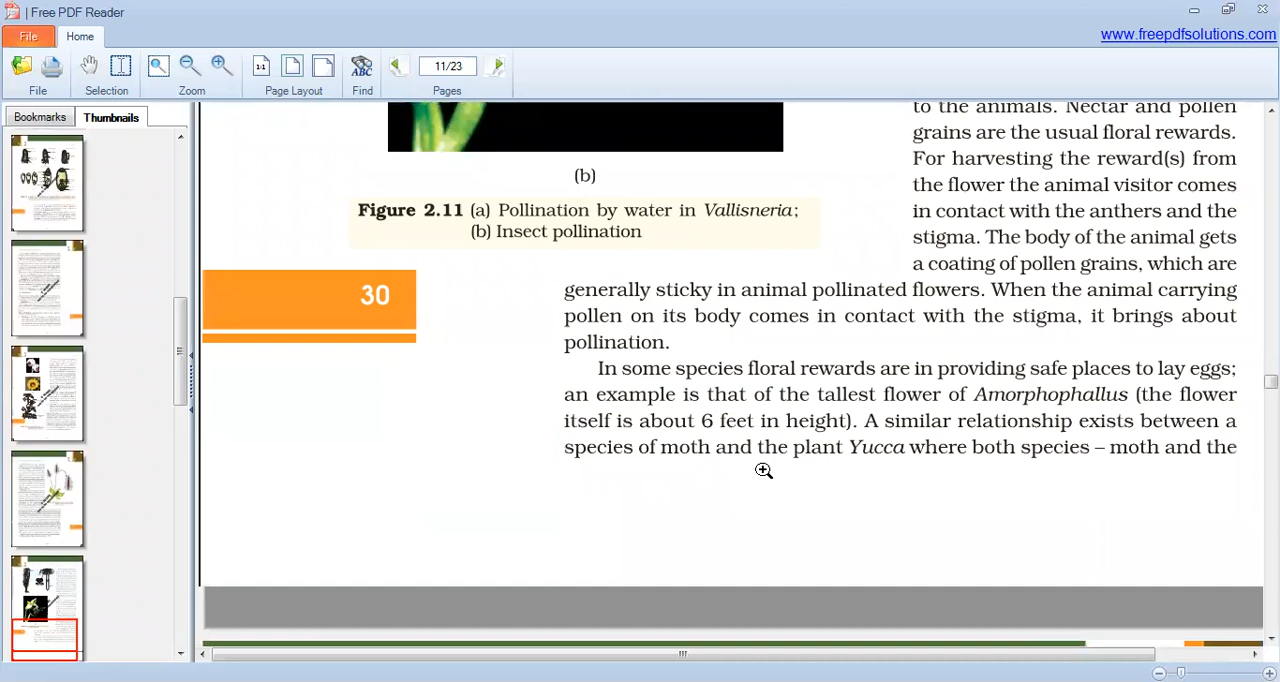 | Free PDF Reader
File
Home
www.freepdfsolutions.com
1:1
ABC
11/23
File
Selection
Zoom
Page Layout
Find
Pages
Bookmarks
Thumbnails
to the animals. Nectar and pollen
grains are the usual floral rewards.
For harvesting the reward(s) from
the flower the animal visitor comes
in contact with the anthers and the
stigma. The body of the animal gets
a coating of pollen grains, which are
(b)
Figure 2.11 (a) Pollination by water in Vallisneria;
(b) Insect pollination
30
generally sticky in animal pollinated flowers. When the animal carrying
pollen on its body comes in contact with the stigma, it brings about
pollination.
In some species floral rewards are in providing safe places to lay eggs;
an example is that of the tallest flower of Amorphophallus (the flower
itself is about 6 feet in height). A similar relationship exists between a
species of moth and the plant Yucca where both species – moth and the